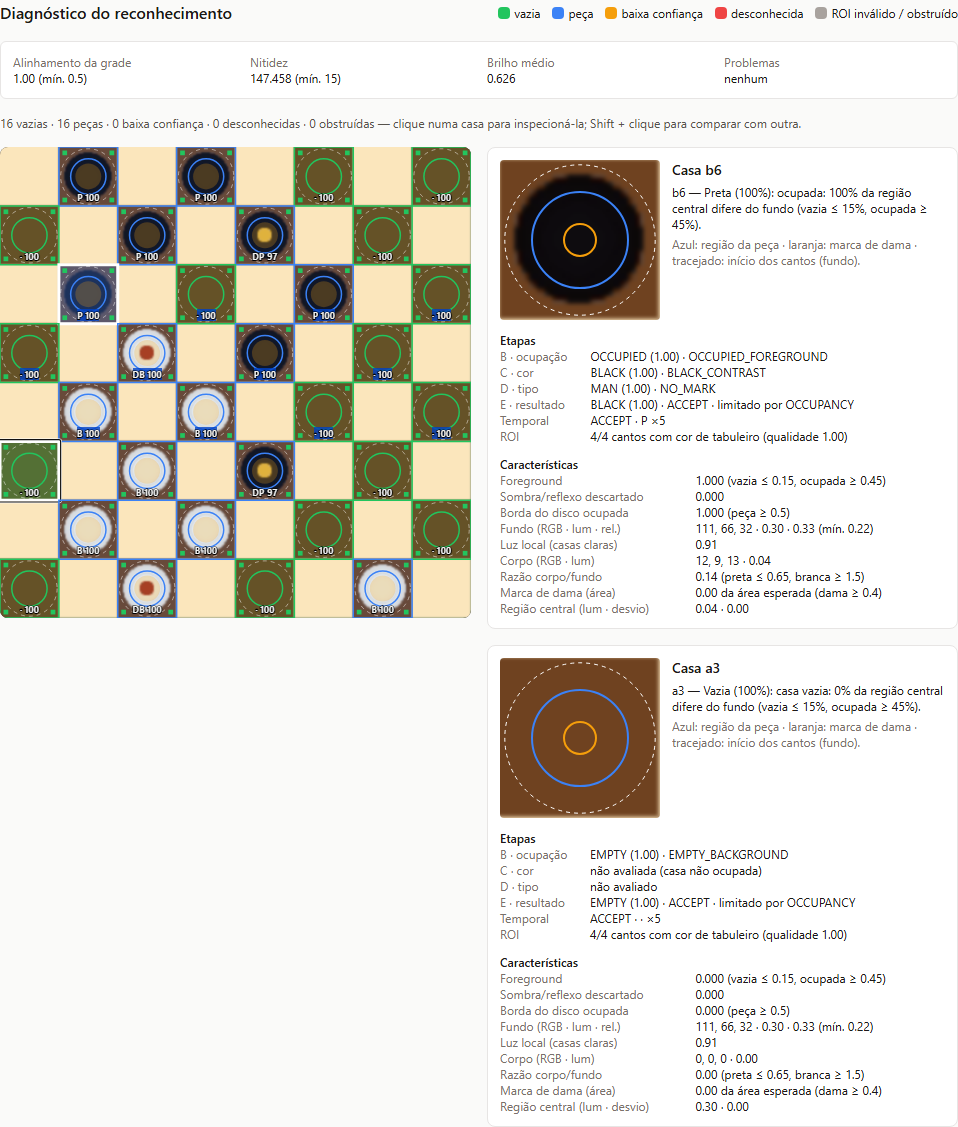 Diagnóstico do reconhecimento
vazia peça baixa confiança desconhecida ROI inválido / obstruído
Alinhamento da grade Nitidez Brilho médio Problemas
1.00 (mín. 0.5) 147.458 (mín. 15) 0.626 nenhum
16 vazias · 16 peças · 0 baixa confiança · 0 desconhecidas · 0 obstruídas — clique numa casa para inspecioná-la; Shift + clique para comparar com outra.
P 100 P 100 · 100 · 100
· 100 P 100 DP 97 · 100
P 100 · 100 P 100 · 100
· 100 DB 100 P 100 · 100
B 100 B 100 · 100 · 100
· 100 B 100 DP 97 · 100
B 100 B 100 · 100 · 100
· 100 DB 100 · 100 B 100
Casa b6
b6 — Preta (100%): ocupada: 100% da região
central difere do fundo (vazia ≤ 15%, ocupada ≥
45%).
Azul: região da peça · laranja: marca de dama ·
tracejado: início dos cantos (fundo).
Etapas
B · ocupação OCCUPIED (1.00) · OCCUPIED_FOREGROUND
C · cor BLACK (1.00) · BLACK_CONTRAST
D · tipo MAN (1.00) · NO_MARK
E · resultado BLACK (1.00) · ACCEPT · limitado por OCCUPANCY
Temporal ACCEPT · P ×5
ROI 4/4 cantos com cor de tabuleiro (qualidade 1.00)
Características
Foreground 1.000 (vazia ≤ 0.15, ocupada ≥ 0.45)
Sombra/reflexo descartado 0.000
Borda do disco ocupada 1.000 (peça ≥ 0.5)
Fundo (RGB · lum · rel.) 111, 66, 32 · 0.30 · 0.33 (mín. 0.22)
Luz local (casas claras) 0.91
Corpo (RGB · lum) 12, 9, 13 · 0.04
Razão corpo/fundo 0.14 (preta ≤ 0.65, branca ≥ 1.5)
Marca de dama (área) 0.00 da área esperada (dama ≥ 0.4)
Região central (lum · desvio) 0.04 · 0.00
Casa a3
a3 — Vazia (100%): casa vazia: 0% da região central
difere do fundo (vazia ≤ 15%, ocupada ≥ 45%).
Azul: região da peça · laranja: marca de dama ·
tracejado: início dos cantos (fundo).
Etapas
B · ocupação EMPTY (1.00) · EMPTY_BACKGROUND
C · cor não avaliada (casa não ocupada)
D · tipo não avaliado
E · resultado EMPTY (1.00) · ACCEPT · limitado por OCCUPANCY
Temporal ACCEPT · · ×5
ROI 4/4 cantos com cor de tabuleiro (qualidade 1.00)
Características
Foreground 0.000 (vazia ≤ 0.15, ocupada ≥ 0.45)
Sombra/reflexo descartado 0.000
Borda do disco ocupada 0.000 (peça ≥ 0.5)
Fundo (RGB · lum · rel.) 111, 66, 32 · 0.30 · 0.33 (mín. 0.22)
Luz local (casas claras) 0.91
Corpo (RGB · lum) 0, 0, 0 · 0.00
Razão corpo/fundo 0.00 (preta ≤ 0.65, branca ≥ 1.5)
Marca de dama (área) 0.00 da área esperada (dama ≥ 0.4)
Região central (lum · desvio) 0.30 · 0.00